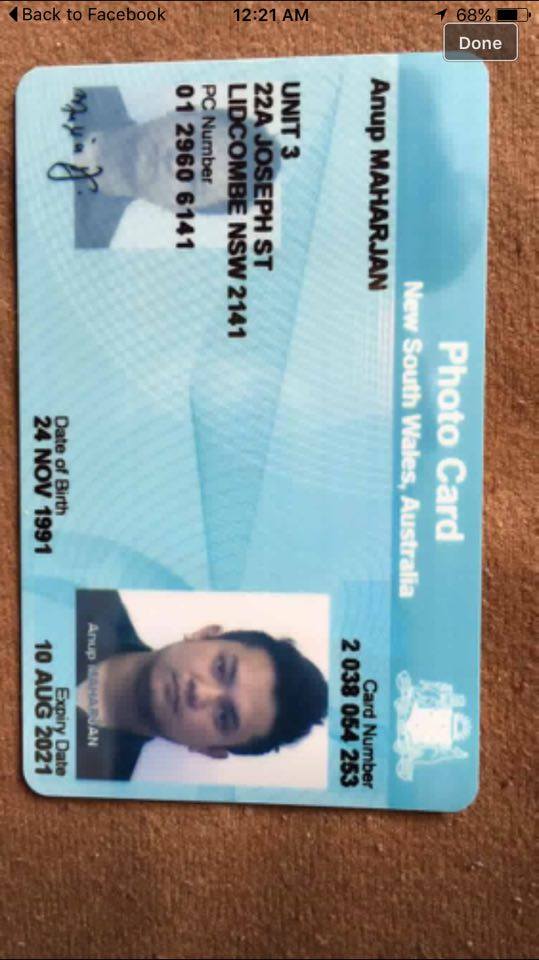 Back to Facebook
12:21 AM
68%
Done
Photo Card
New South Wales, Australia
Anup MAHARJAN
Card Number
2 038 054 253
UNIT 3
22A JOSEPH ST
LIDCOMBE NSW 2141
PC Number
01 2960 6141
Anup MAHARJAN
Date of Birth
24 NOV 1991
Expiry Date
10 AUG 2021